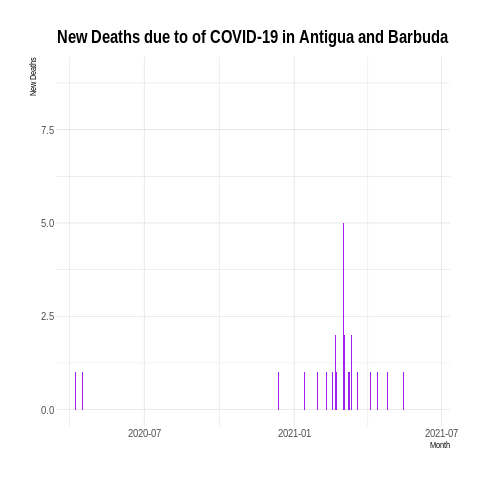 New Deaths due to of COVID-19 in Antigua and Barbuda
New Deaths
7.5
5.0
2.5
0.0
2020-07 2021-01 2021-07
Month